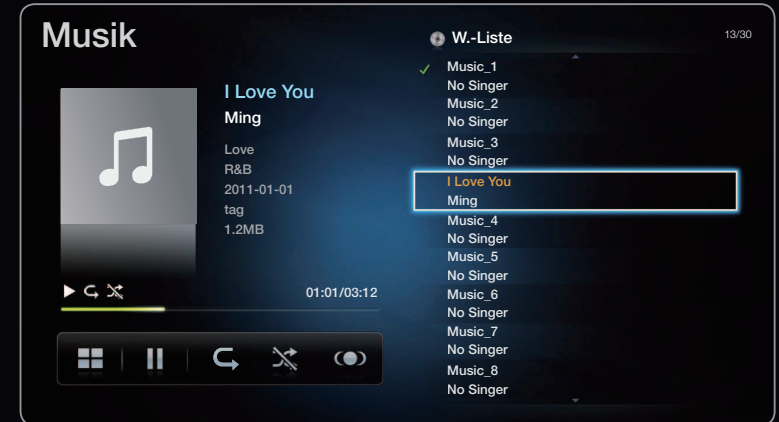 Musik
I Love You
Ming
Love
R&B
2011-01-01
tag
1.2MB
01:01/03:12
W.-Liste
13/30
Music_1
No Singer
Music_2
No Singer
Music_3
No Singer
I Love You
Ming
Music_4
No Singer
Music_5
No Singer
Music_6
No Singer
Music_7
No Singer
Music_8
No Singer